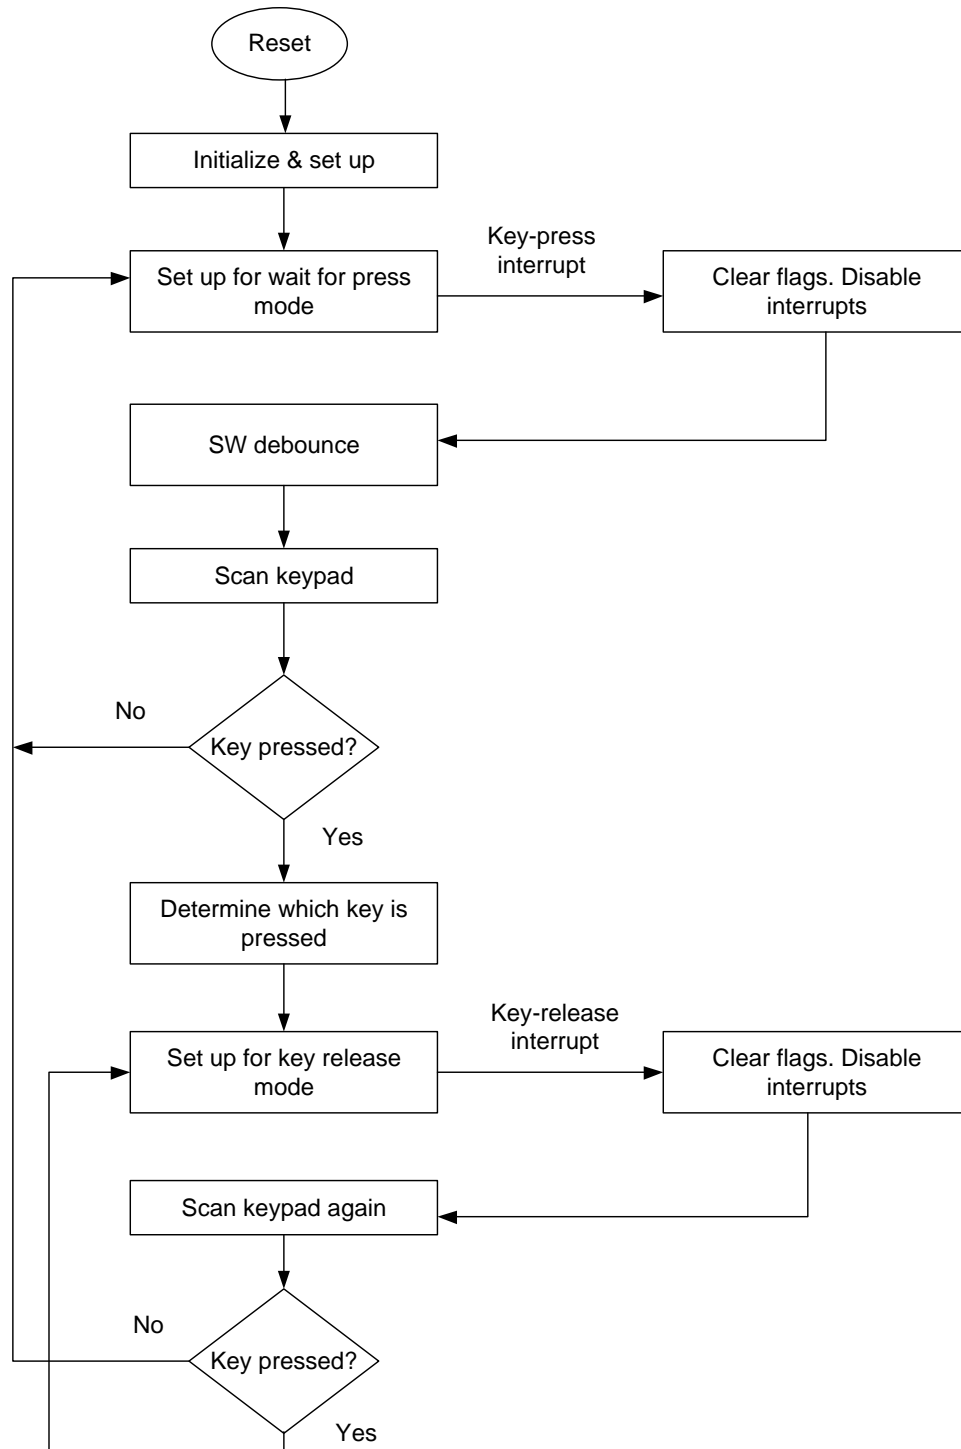 Reset
Initialize & set up
Set up for wait for press
mode
Key-press
interrupt
Clear flags. Disable
interrupts
SW debounce
Scan keypad
No
Key pressed?
Yes
Determine which key is
pressed
Set up for key release
mode
Key-release
interrupt
Clear flags. Disable
interrupts
Scan keypad again
No
Key pressed?
Yes